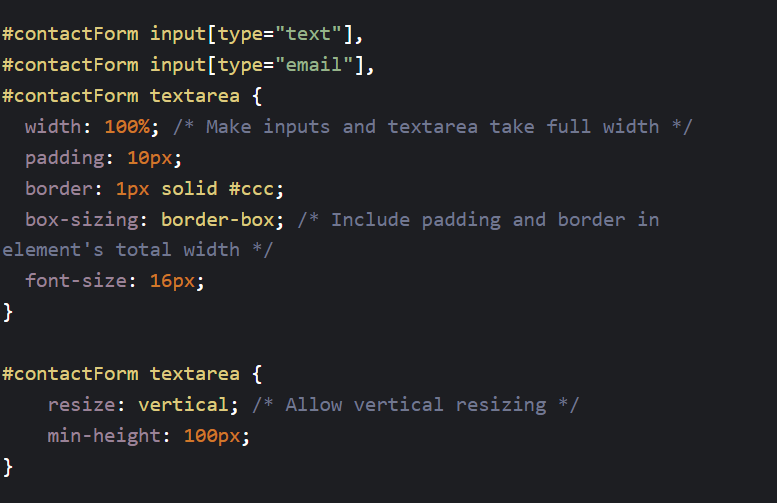 #contactForm input[type="text"],
#contactForm input[type="email"],
#contactForm textarea {
  width: 100%; /* Make inputs and textarea take full width */
  padding: 10px;
  border: 1px solid #ccc;
  box-sizing: border-box; /* Include padding and border in
element's total width */
  font-size: 16px;
}

#contactForm textarea {
    resize: vertical; /* Allow vertical resizing */
    min-height: 100px;
}